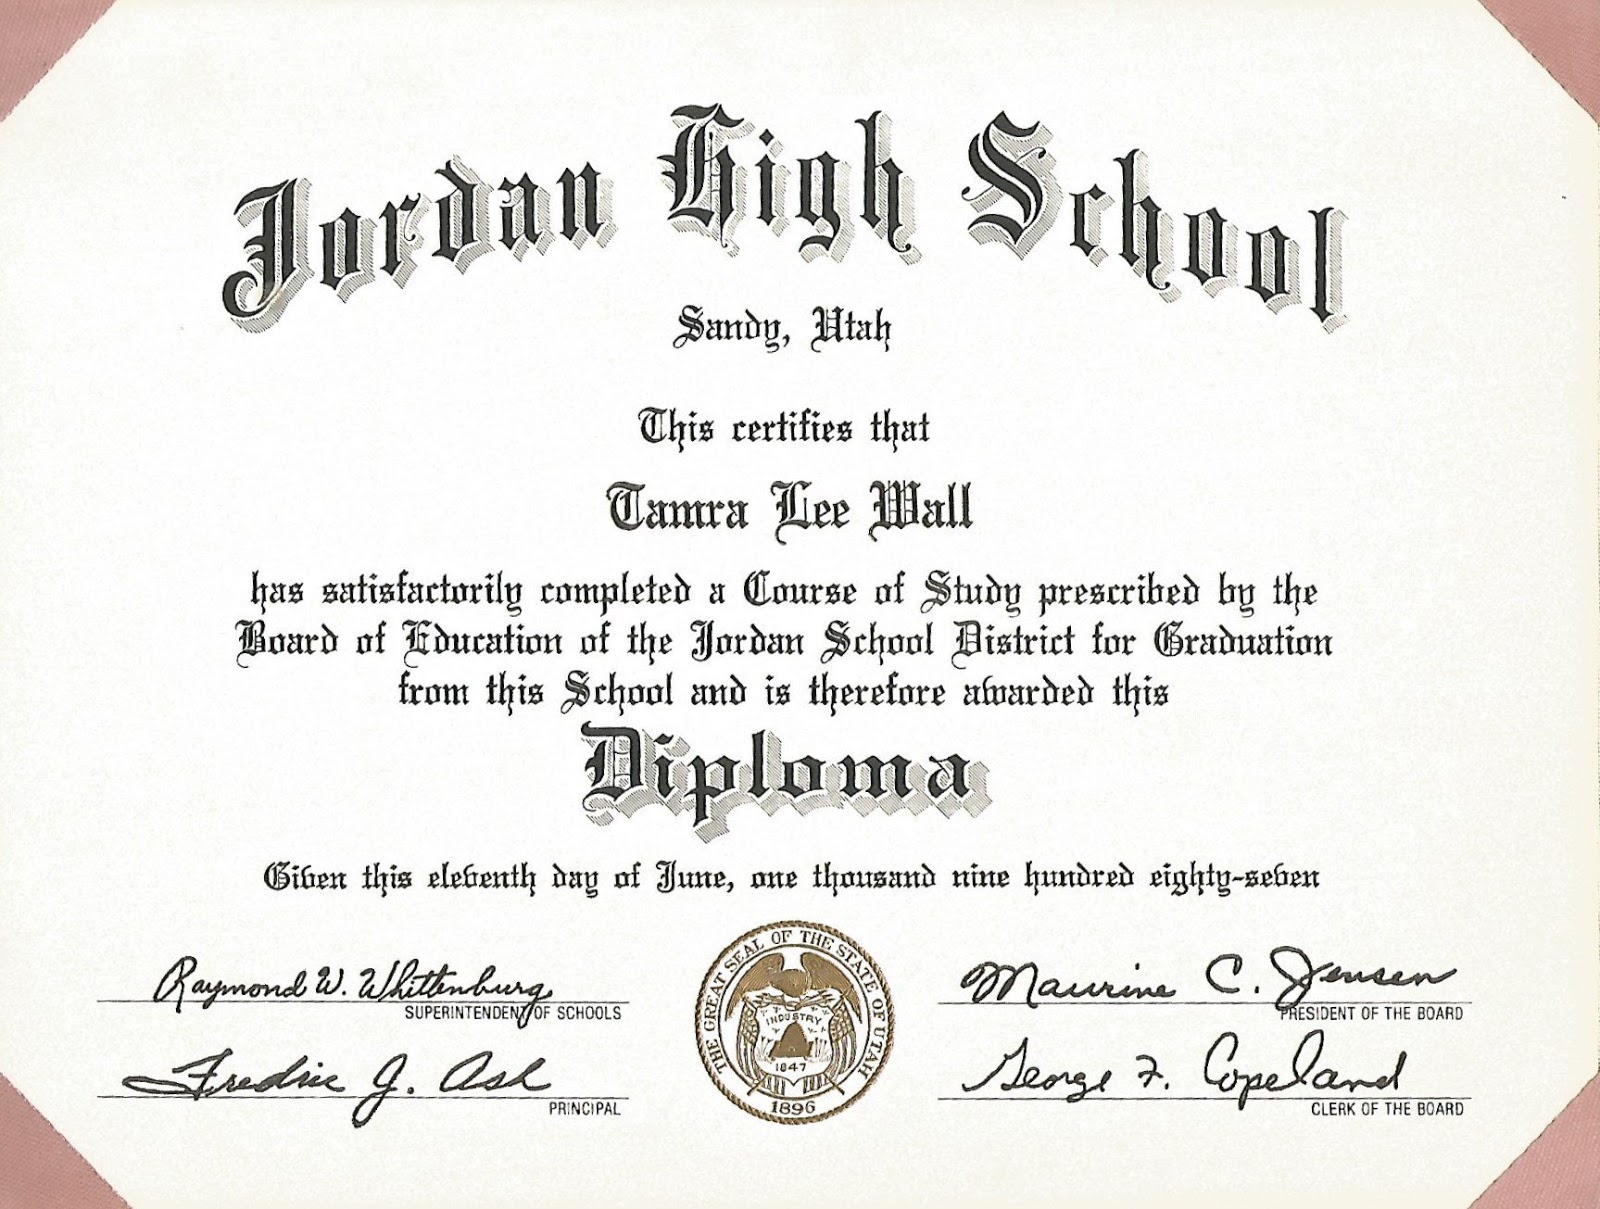 Jordan High School
Sandy, Utah
This certifies that
Tamra Lee Wall
has satisfactorily completed a Course of Study prescribed by the
Board of Education of the Jordan School District for Graduation
from this School and is therefore awarded this
Diploma
Given this eleventh day of June, one thousand nine hundred eighty-seven
Raymond W. Whittenburg
SUPERINTENDENT OF SCHOOLS
Fredric J. Ash
PRINCIPAL
THE GREAT SEAL OF THE STATE OF UTAH
INDUSTRY
1847
1896
Maurine C. Jensen
PRESIDENT OF THE BOARD
George F. Copeland
CLERK OF THE BOARD